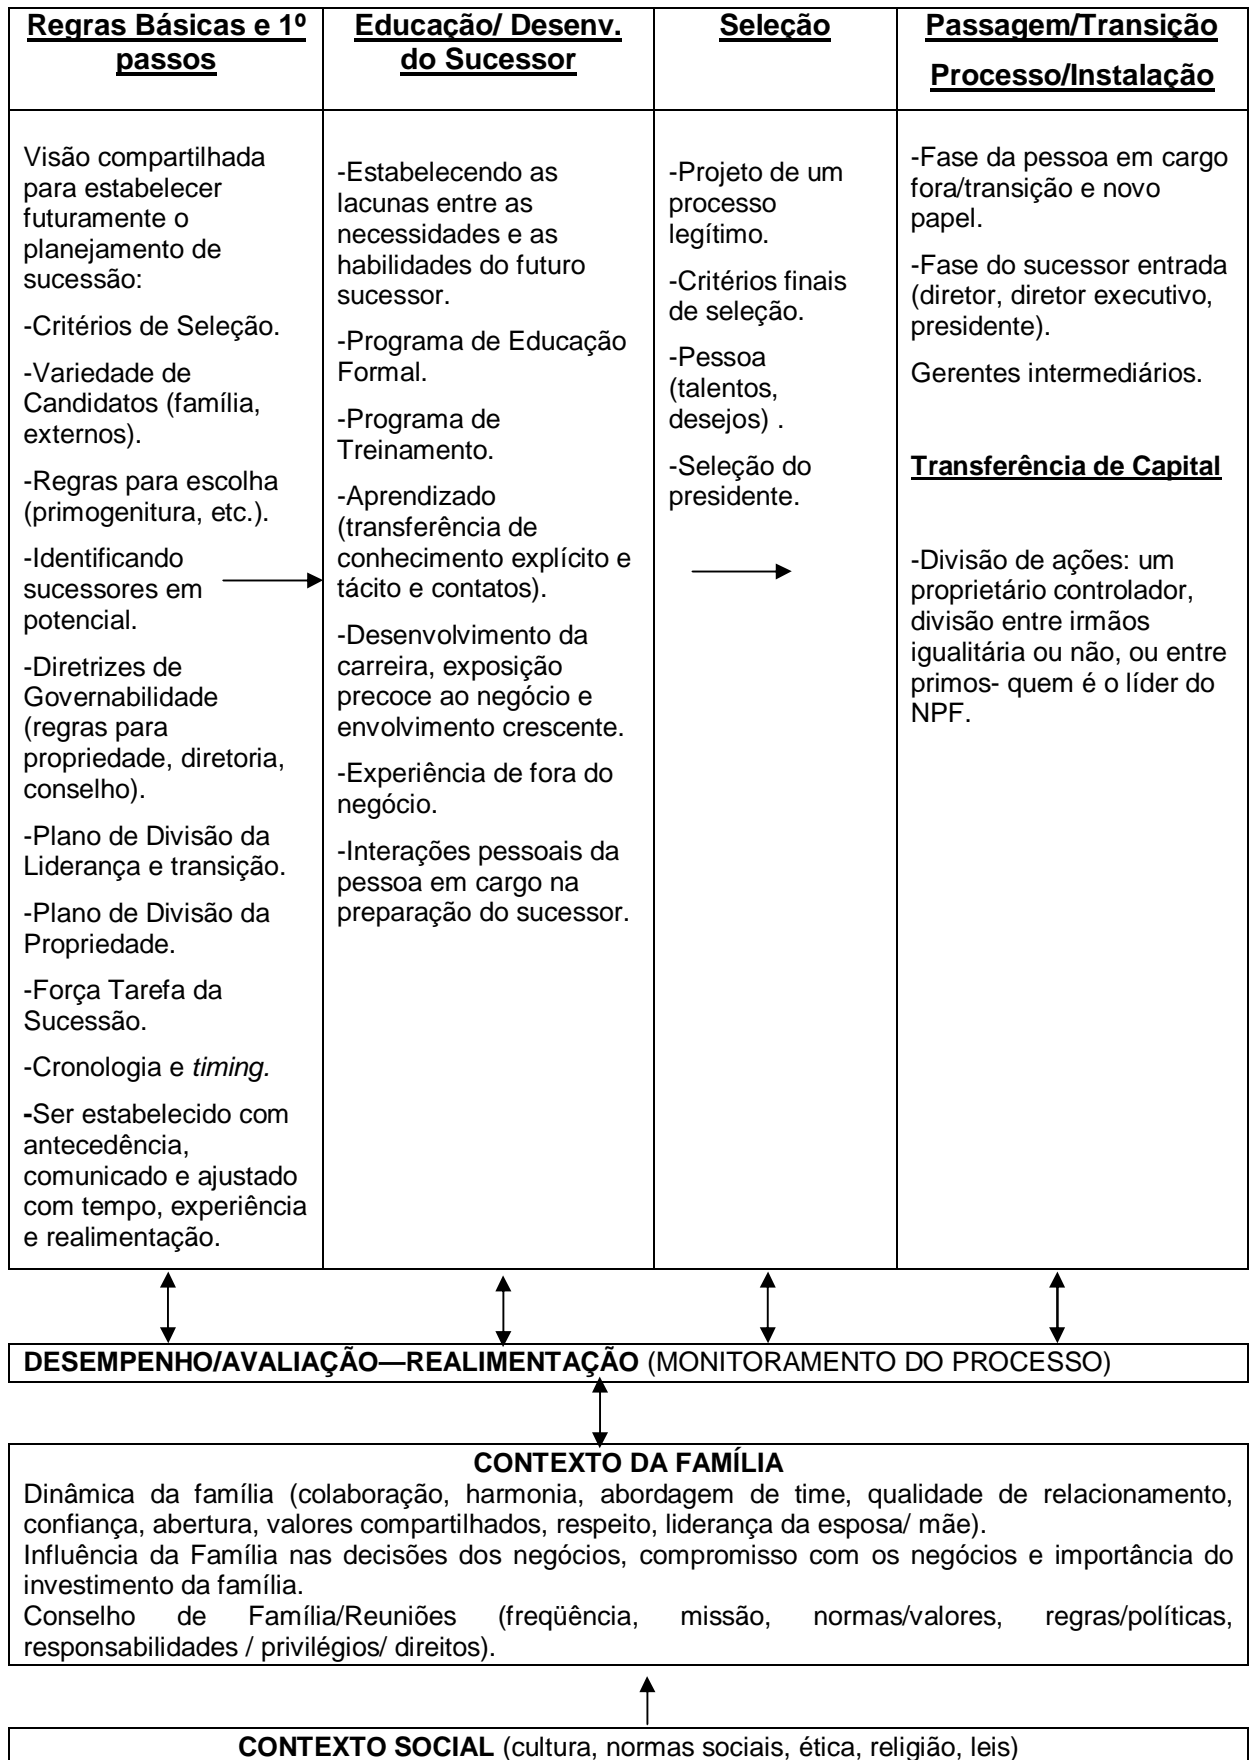 Regras Básicas e 1º
passos
Visão compartilhada
para estabelecer
futuramente o
planejamento de
sucessão:
-Critérios de Seleção.
-Variedade de
Candidatos (família,
externos).
-Regras para escolha
(primogenitura, etc.).
-Identificando
sucessores em
potencial.
-Diretrizes de
Governabilidade
(regras para
propriedade, diretoria,
conselho).
-Plano de Divisão da
Liderança e transição.
-Plano de Divisão da
Propriedade.
-Força Tarefa da
Sucessão.
-Cronologia e timing.
-Ser estabelecido com
antecedência,
comunicado e ajustado
com tempo, experiência
e realimentação.
Educação/ Desenv.
do Sucessor
-Estabelecendo as
lacunas entre as
necessidades e as
habilidades do futuro
sucessor.
-Programa de Educação
Formal.
-Programa de
Treinamento.
-Aprendizado
(transferência de
conhecimento explícito e
tácito e contatos).
-Desenvolvimento da
carreira, exposição
precoce ao negócio e
envolvimento crescente.
-Experiência de fora do
negócio.
-Interações pessoais da
pessoa em cargo na
preparação do sucessor.
Seleção
-Projeto de um
processo
legítimo.
-Critérios finais
de seleção.
-Pessoa
(talentos,
desejos) .
-Seleção do
presidente.
Passagem/Transição
Processo/Instalação
-Fase da pessoa em cargo
fora/transição e novo
papel.
-Fase do sucessor entrada
(diretor, diretor executivo,
presidente).
Gerentes intermediários.
Transferência de Capital
-Divisão de ações: um
proprietário controlador,
divisão entre irmãos
igualitária ou não, ou entre
primos- quem é o líder do
NPF.
DESEMPENHO/AVALIAÇÃO—REALIMENTAÇÃO (MONITORAMENTO DO PROCESSO)
CONTEXTO DA FAMÍLIA
Dinâmica da família (colaboração, harmonia, abordagem de time, qualidade de relacionamento,
confiança, abertura, valores compartilhados, respeito, liderança da esposa/ mãe).
Influência da Família nas decisões dos negócios, compromisso com os negócios e importância do
investimento da família.
Conselho de Família/Reuniões (freqüência, missão, normas/valores, regras/políticas,
responsabilidades / privilégios/ direitos).
CONTEXTO SOCIAL (cultura, normas sociais, ética, religião, leis)